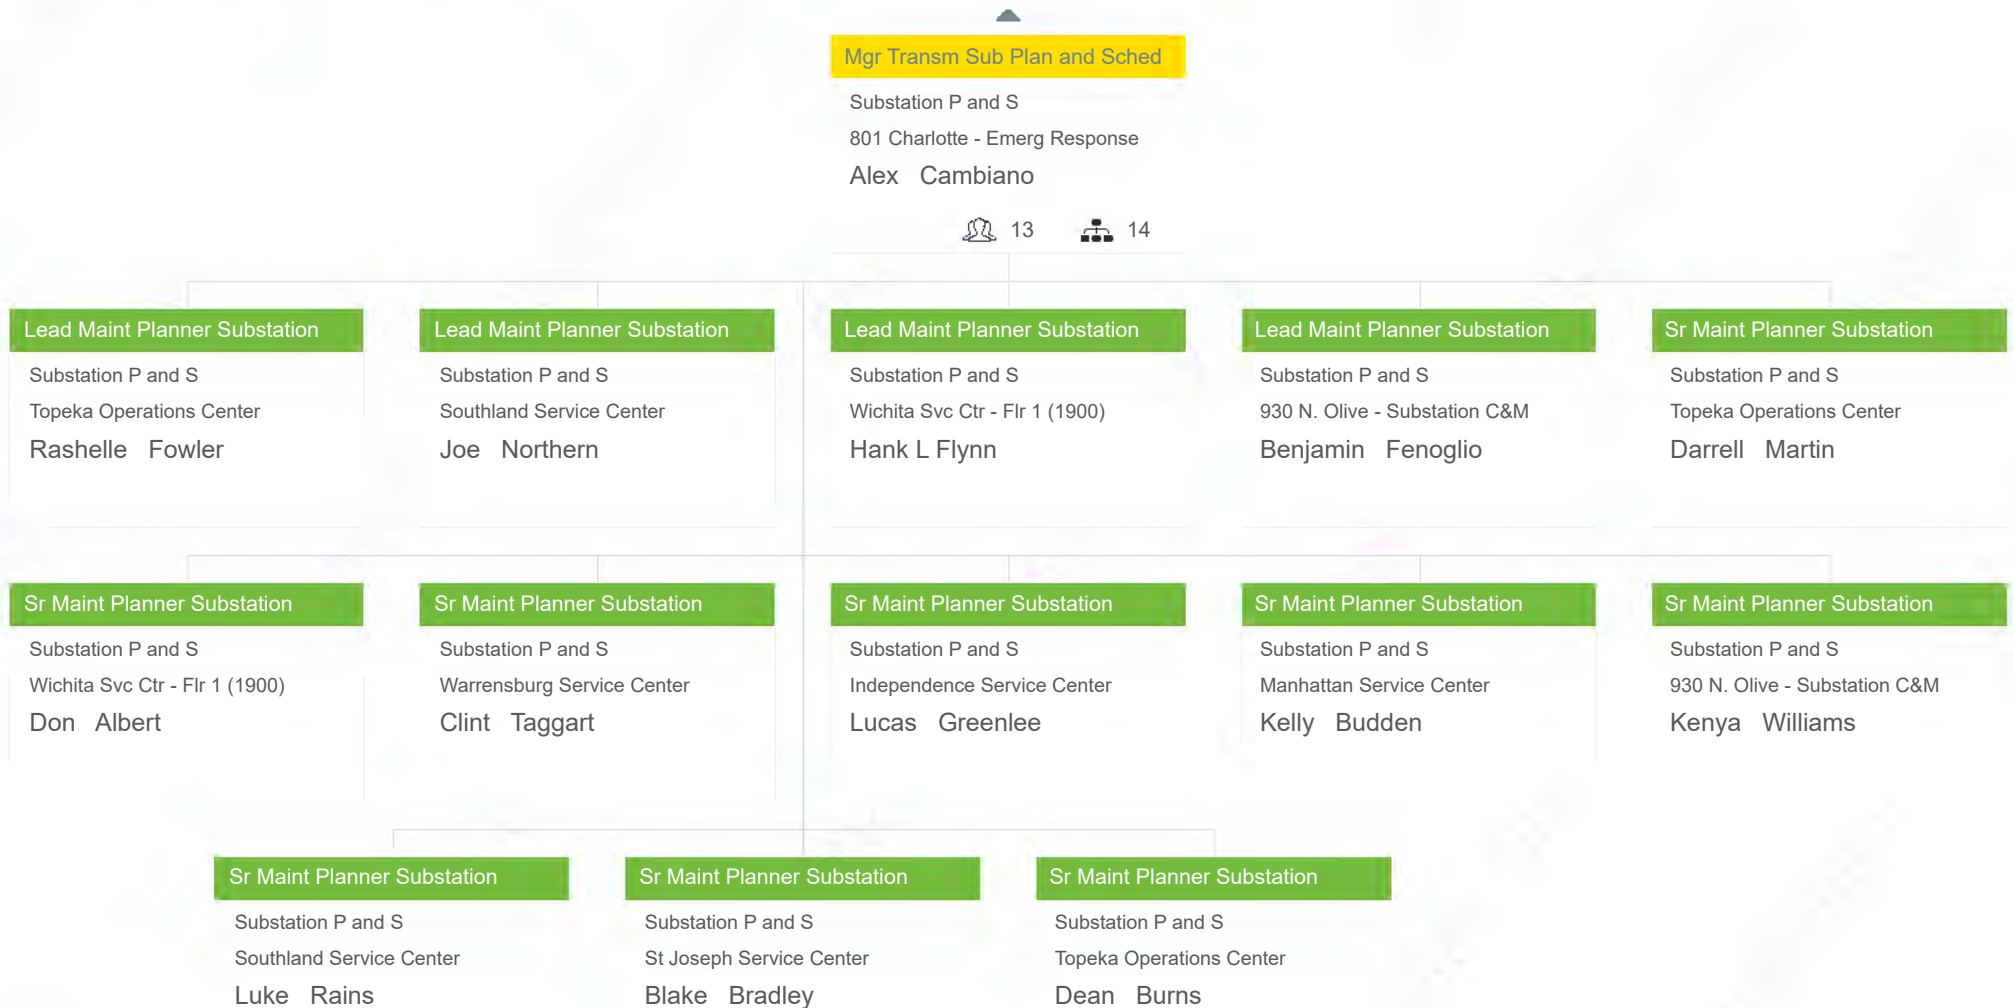 Mgr Transm Sub Plan and Sched
Substation P and S
801 Charlotte - Emerg Response
Alex Cambiano
13 14
Lead Maint Planner Substation
Substation P and S
Topeka Operations Center
Rashelle Fowler
Lead Maint Planner Substation
Substation P and S
Southland Service Center
Joe Northern
Lead Maint Planner Substation
Substation P and S
Wichita Svc Ctr - Flr 1 (1900)
Hank L Flynn
Lead Maint Planner Substation
Substation P and S
930 N. Olive - Substation C&M
Benjamin Fenoglio
Sr Maint Planner Substation
Substation P and S
Topeka Operations Center
Darrell Martin
Sr Maint Planner Substation
Substation P and S
Wichita Svc Ctr - Flr 1 (1900)
Don Albert
Sr Maint Planner Substation
Substation P and S
Warrensburg Service Center
Clint Taggart
Sr Maint Planner Substation
Substation P and S
Independence Service Center
Lucas Greenlee
Sr Maint Planner Substation
Substation P and S
Manhattan Service Center
Kelly Budden
Sr Maint Planner Substation
Substation P and S
930 N. Olive - Substation C&M
Kenya Williams
Sr Maint Planner Substation
Substation P and S
Southland Service Center
Luke Rains
Sr Maint Planner Substation
Substation P and S
St Joseph Service Center
Blake Bradley
Sr Maint Planner Substation
Substation P and S
Topeka Operations Center
Dean Burns